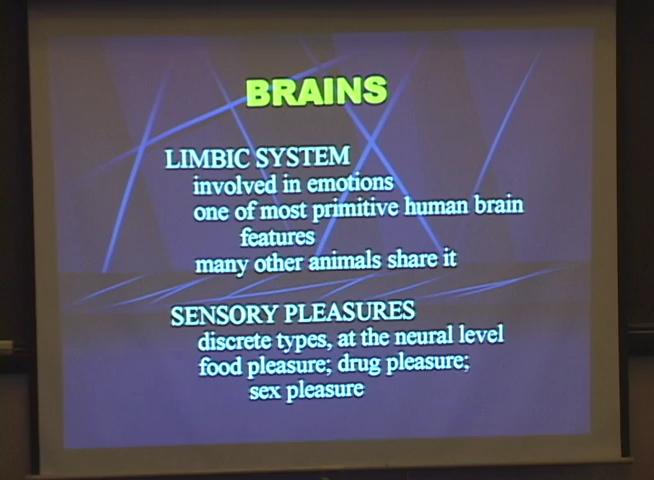 BRAINS
LIMBIC SYSTEM
involved in emotions
one of most primitive human brain
features
many other animals share it
SENSORY PLEASURES
discrete types, at the neural level
food pleasure; drug pleasure;
sex pleasure